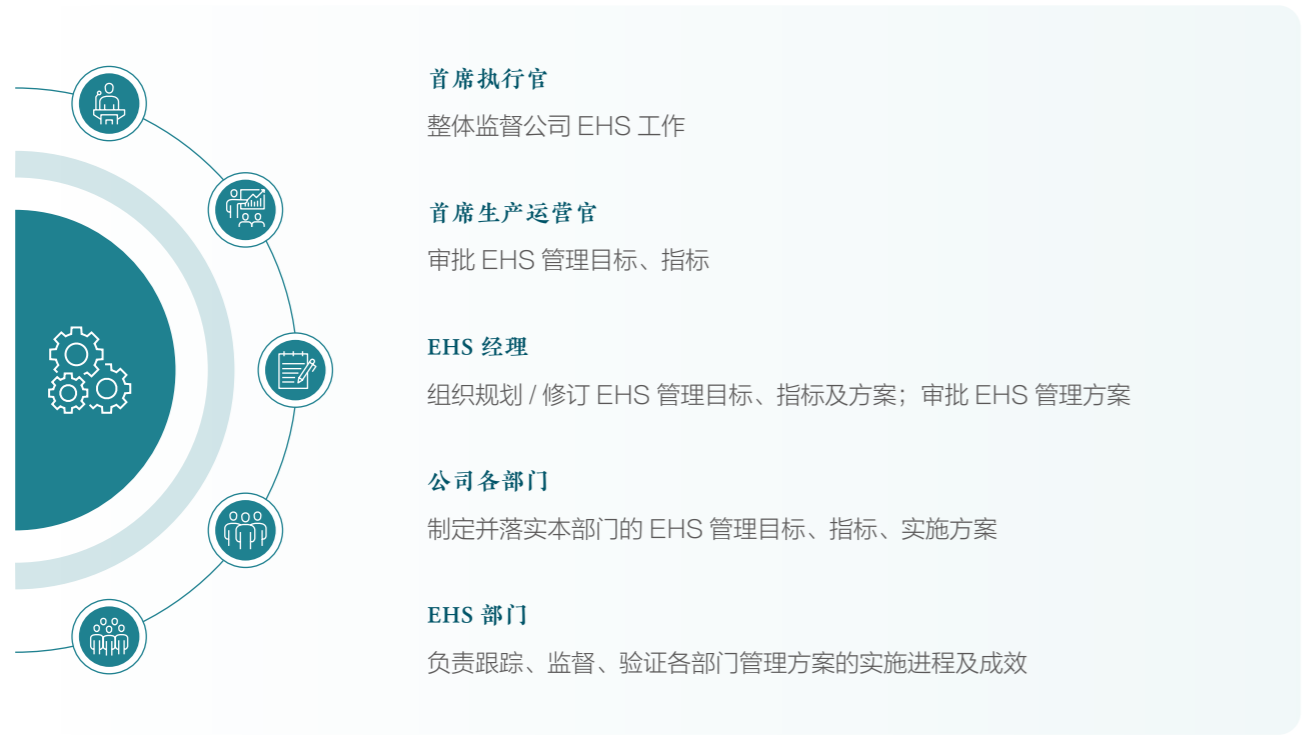 首席执行官
整体监督公司 EHS 工作
首席生产运营官
审批 EHS 管理目标、指标
EHS 经理
组织规划 / 修订 EHS 管理目标、指标及方案；审批 EHS 管理方案
公司各部门
制定并落实本部门的 EHS 管理目标、指标、实施方案
EHS 部门
负责跟踪、监督、验证各部门管理方案的实施进程及成效